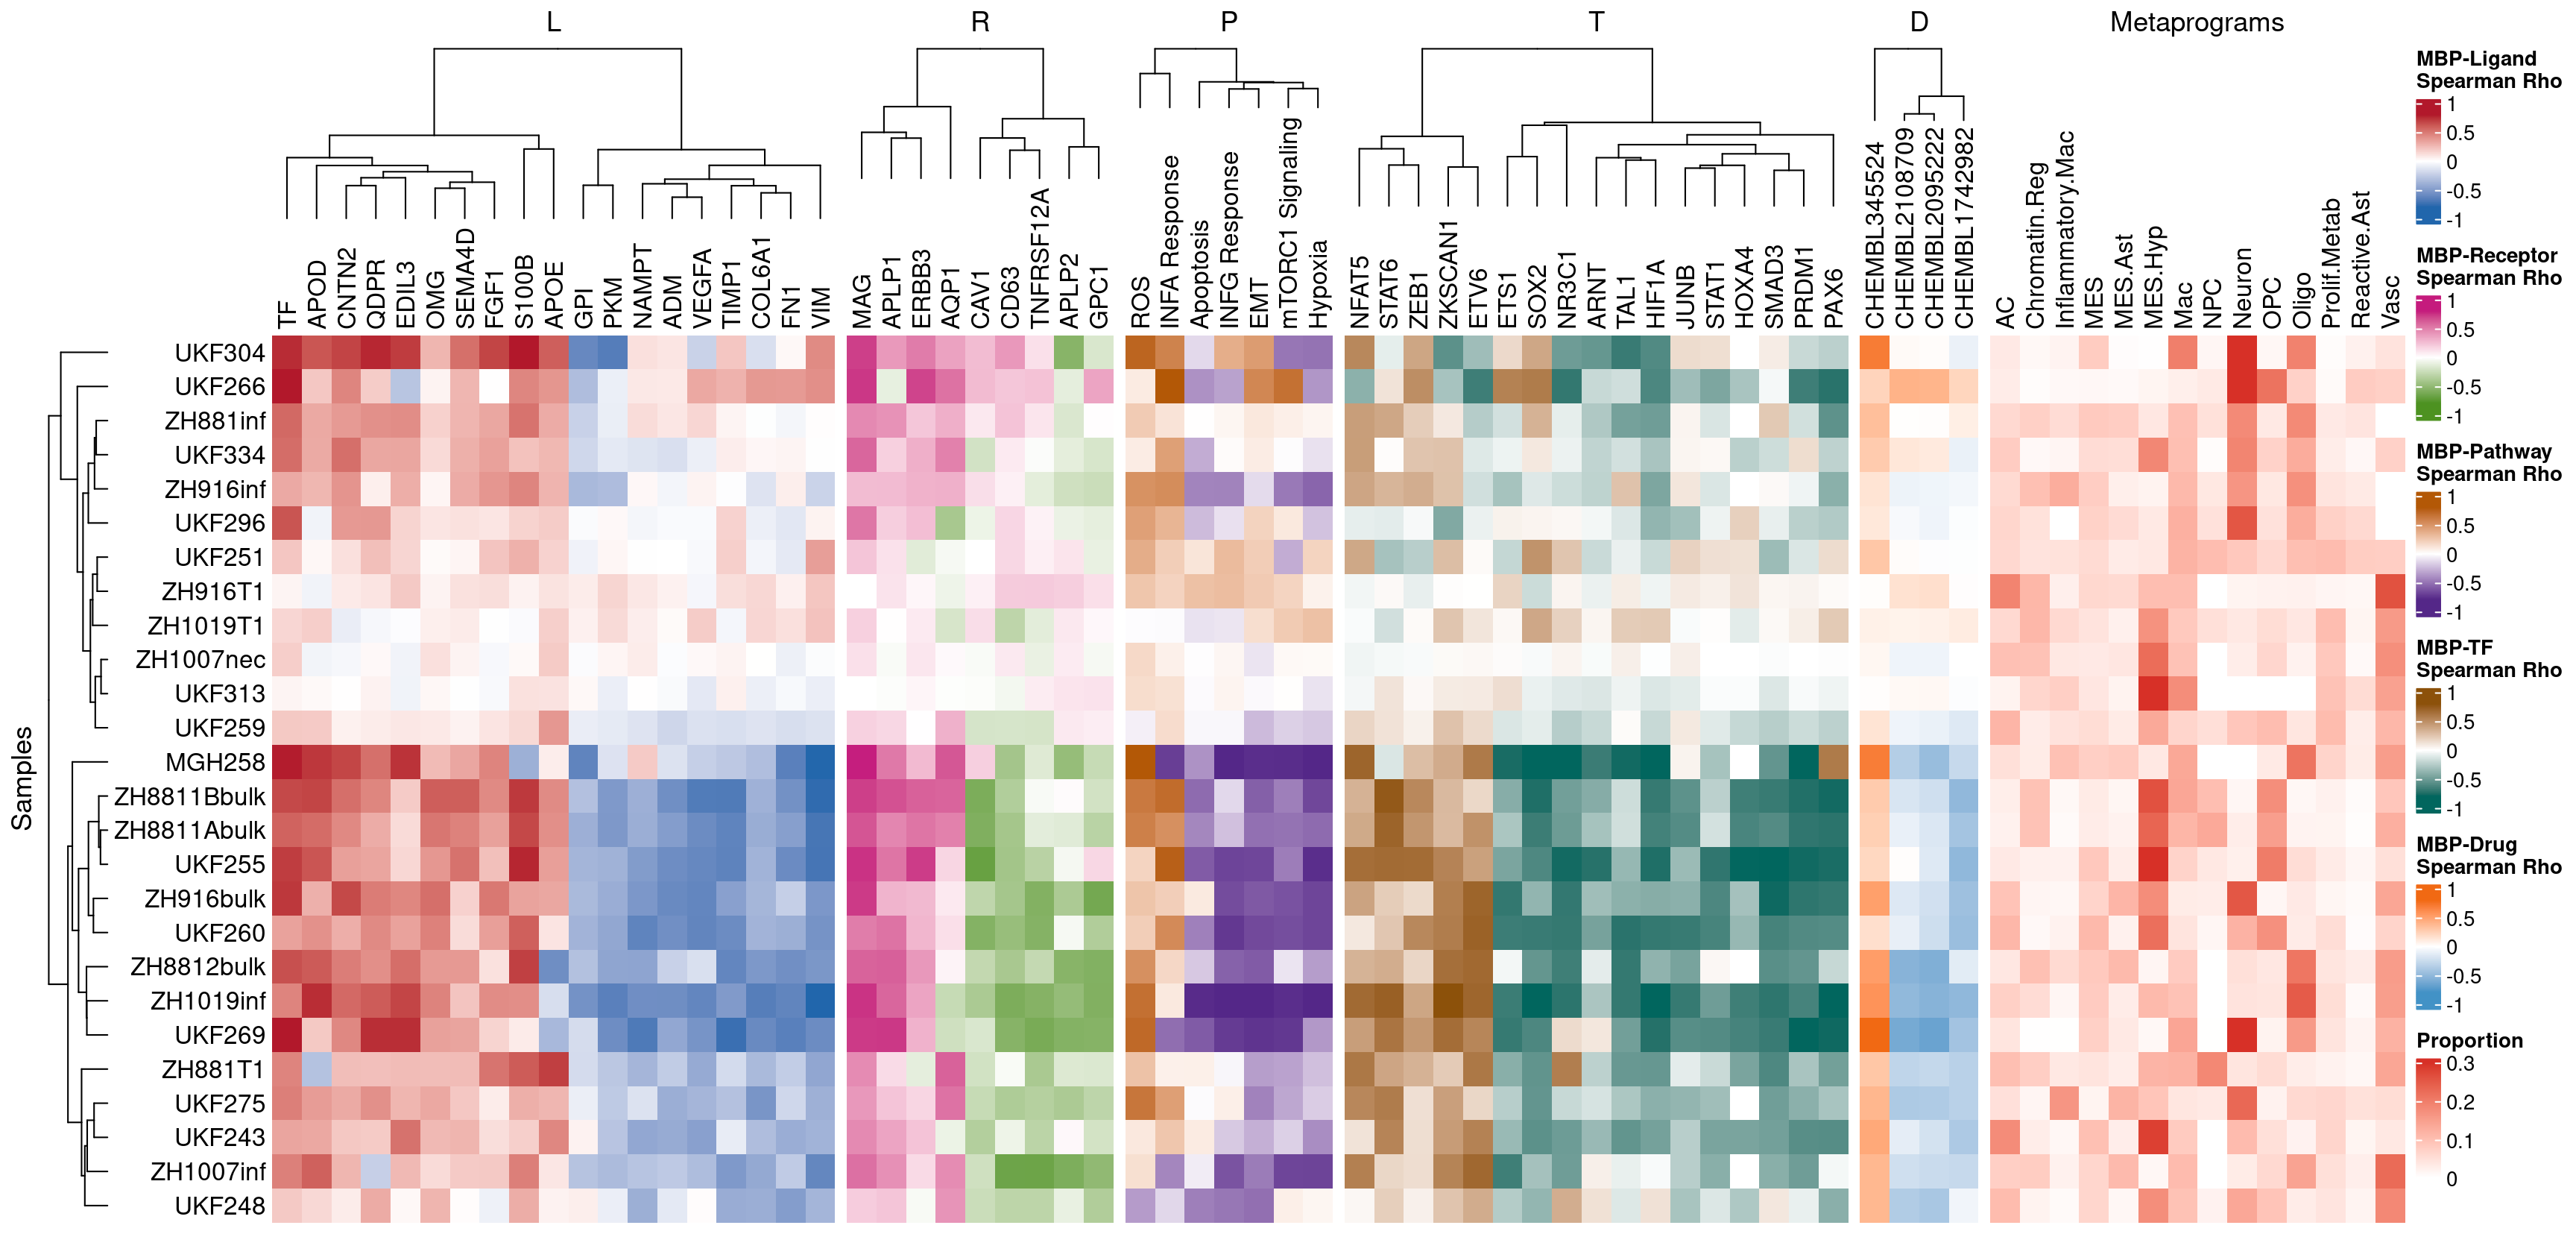 L
R
P
T
D
Metaprograms
TF
APOD
CNTN2
QDPR
EDIL3
OMG
SEMA4D
FGF1
S100B
APOE
GPI
PKM
NAMPT
ADM
VEGFA
TIMP1
COL6A1
FN1
VIM
MAG
APLP1
ERBB3
AQP1
CAV1
CD63
TNFRSF12A
APLP2
GPC1
ROS
INFA Response
Apoptosis
INFG Response
EMT
mTORC1 Signaling
Hypoxia
NFAT5
STAT6
ZEB1
ZKSCAN1
ETV6
ETS1
SOX2
NR3C1
ARNT
TAL1
HIF1A
JUNB
STAT1
HOXA4
SMAD3
PRDM1
PAX6
CHEMBL345524
CHEMBL2108709
CHEMBL2095222
CHEMBL1742982
AC
Chromatin.Reg
Inflammatory.Mac
MES
MES.Ast
MES.Hyp
Mac
NPC
Neuron
OPC
Oligo
Prolif.Metab
Reactive.Ast
Vasc
Samples
UKF304
UKF266
ZH881inf
UKF334
ZH916inf
UKF296
UKF251
ZH916T1
ZH1019T1
ZH1007nec
UKF313
UKF259
MGH258
ZH8811Bbulk
ZH8811Abulk
UKF255
ZH916bulk
UKF260
ZH8812bulk
ZH1019inf
UKF269
ZH881T1
UKF275
UKF243
ZH1007inf
UKF248
MBP-Ligand
Spearman Rho
1
0.5
0
-0.5
-1
MBP-Receptor
Spearman Rho
1
0.5
0
-0.5
-1
MBP-Pathway
Spearman Rho
1
0.5
0
-0.5
-1
MBP-TF
Spearman Rho
1
0.5
0
-0.5
-1
MBP-Drug
Spearman Rho
1
0.5
0
-0.5
-1
Proportion
0.3
0.2
0.1
0